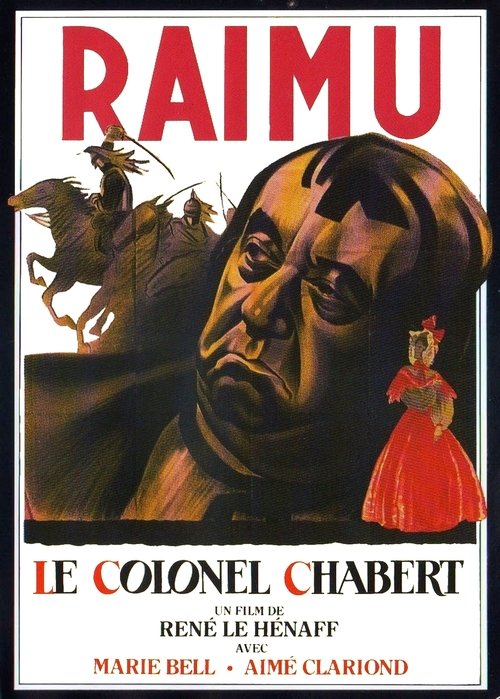 RAIMU
LE COLONEL CHABERT
UN FILM DE
RENÉ LE HÉNAFF
AVEC
MARIE BELL • AIMÉ CLARIOND